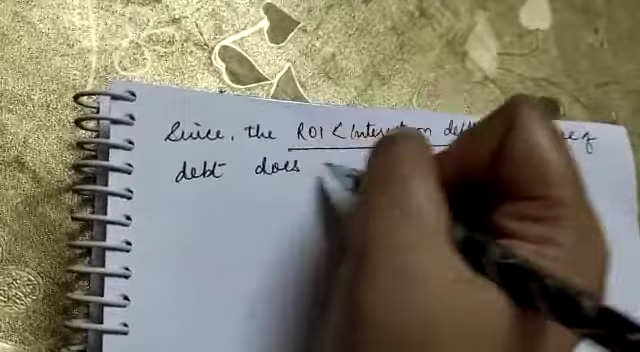 Since, the ROI < Interest on debt
debt does